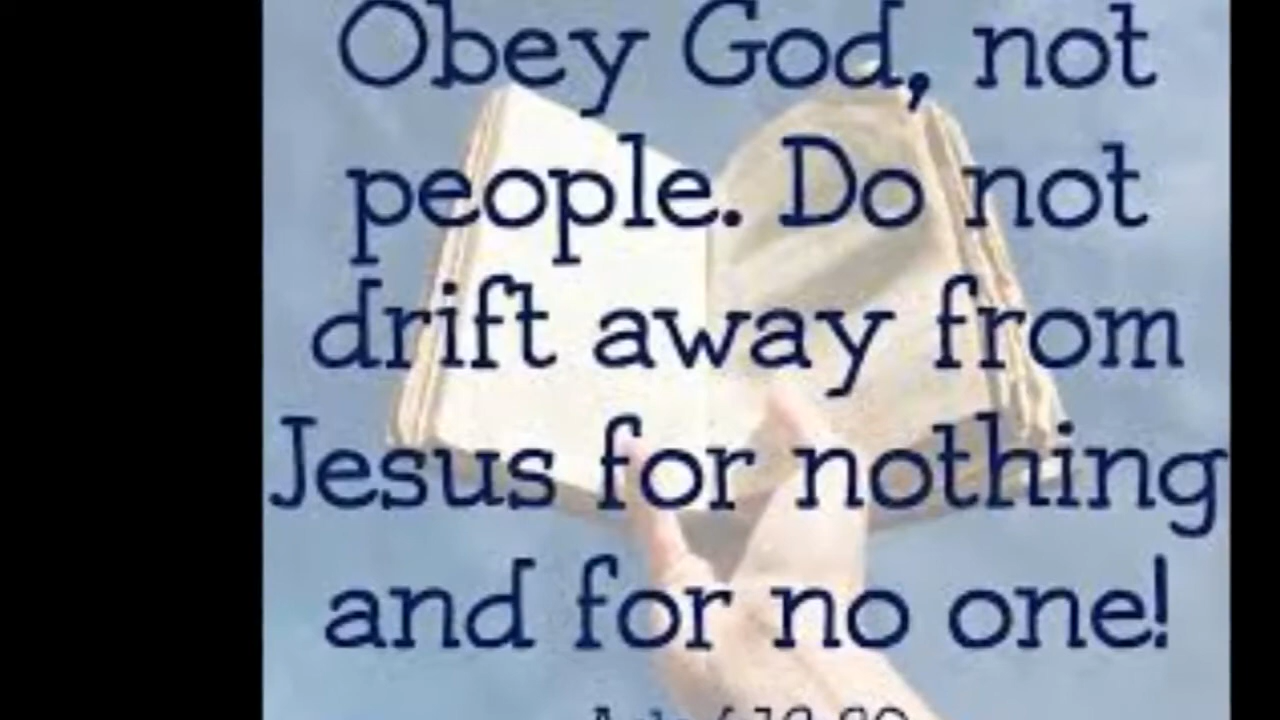 Obey God, not
people. Do not
drift away from
Jesus for nothing
and for no one!